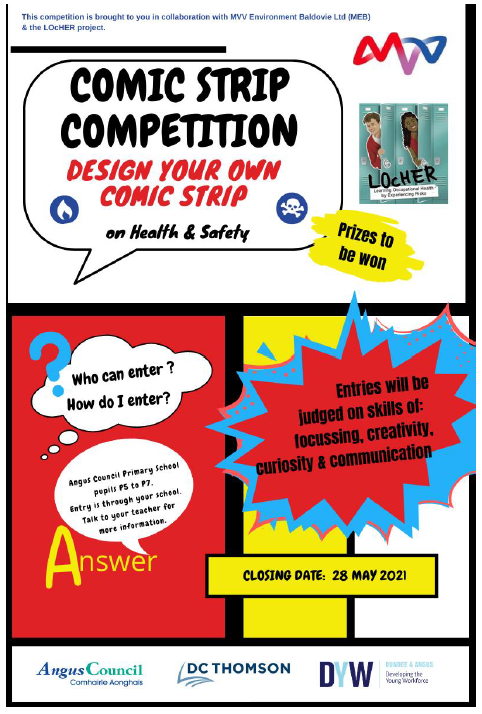 This competition is brought to you in collaboration with MVV Environment Baldovie Ltd (MEB)
& the LOcHER project.
MVV
COMIC STRIP
COMPETITION
DESIGN YOUR OWN
COMIC STRIP
on Health & Safety
LOcHER
Learning Occupational Health
by Experiencing Risks
Prizes to
be won
?
Who can enter ?
How do I enter?
Entries will be
judged on skills of:
focussing, creativity,
curiosity & communication
Angus Council Primary School
pupils P5 to P7.
Entry is through your school.
Talk to your teacher for
more information.
Answer
CLOSING DATE: 28 MAY 2021
Angus Council
Comhairle Aonghais
DC THOMSON
DYW
DUNDEE & ANGUS
Developing the
Young Workforce